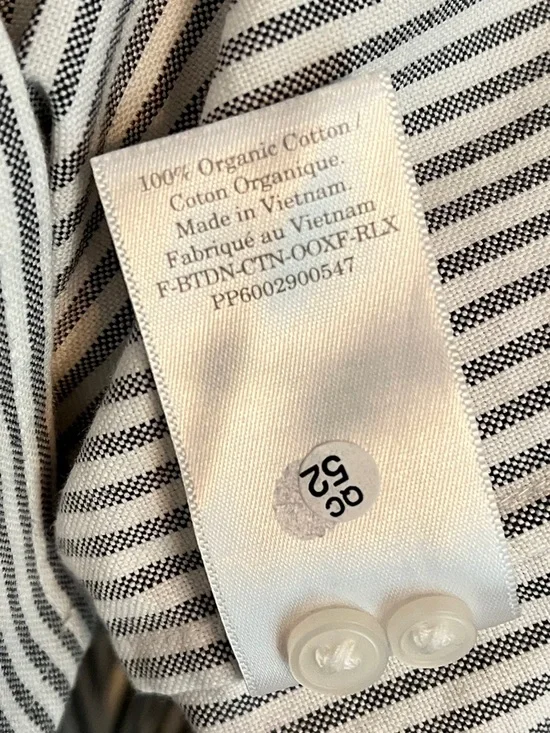 100% Organic Cotton /
Coton Organique.
Made in Vietnam.
Fabriqué au Vietnam
F-BTDN-CTN-OOXF-RLX
PP6002900547
QC
52